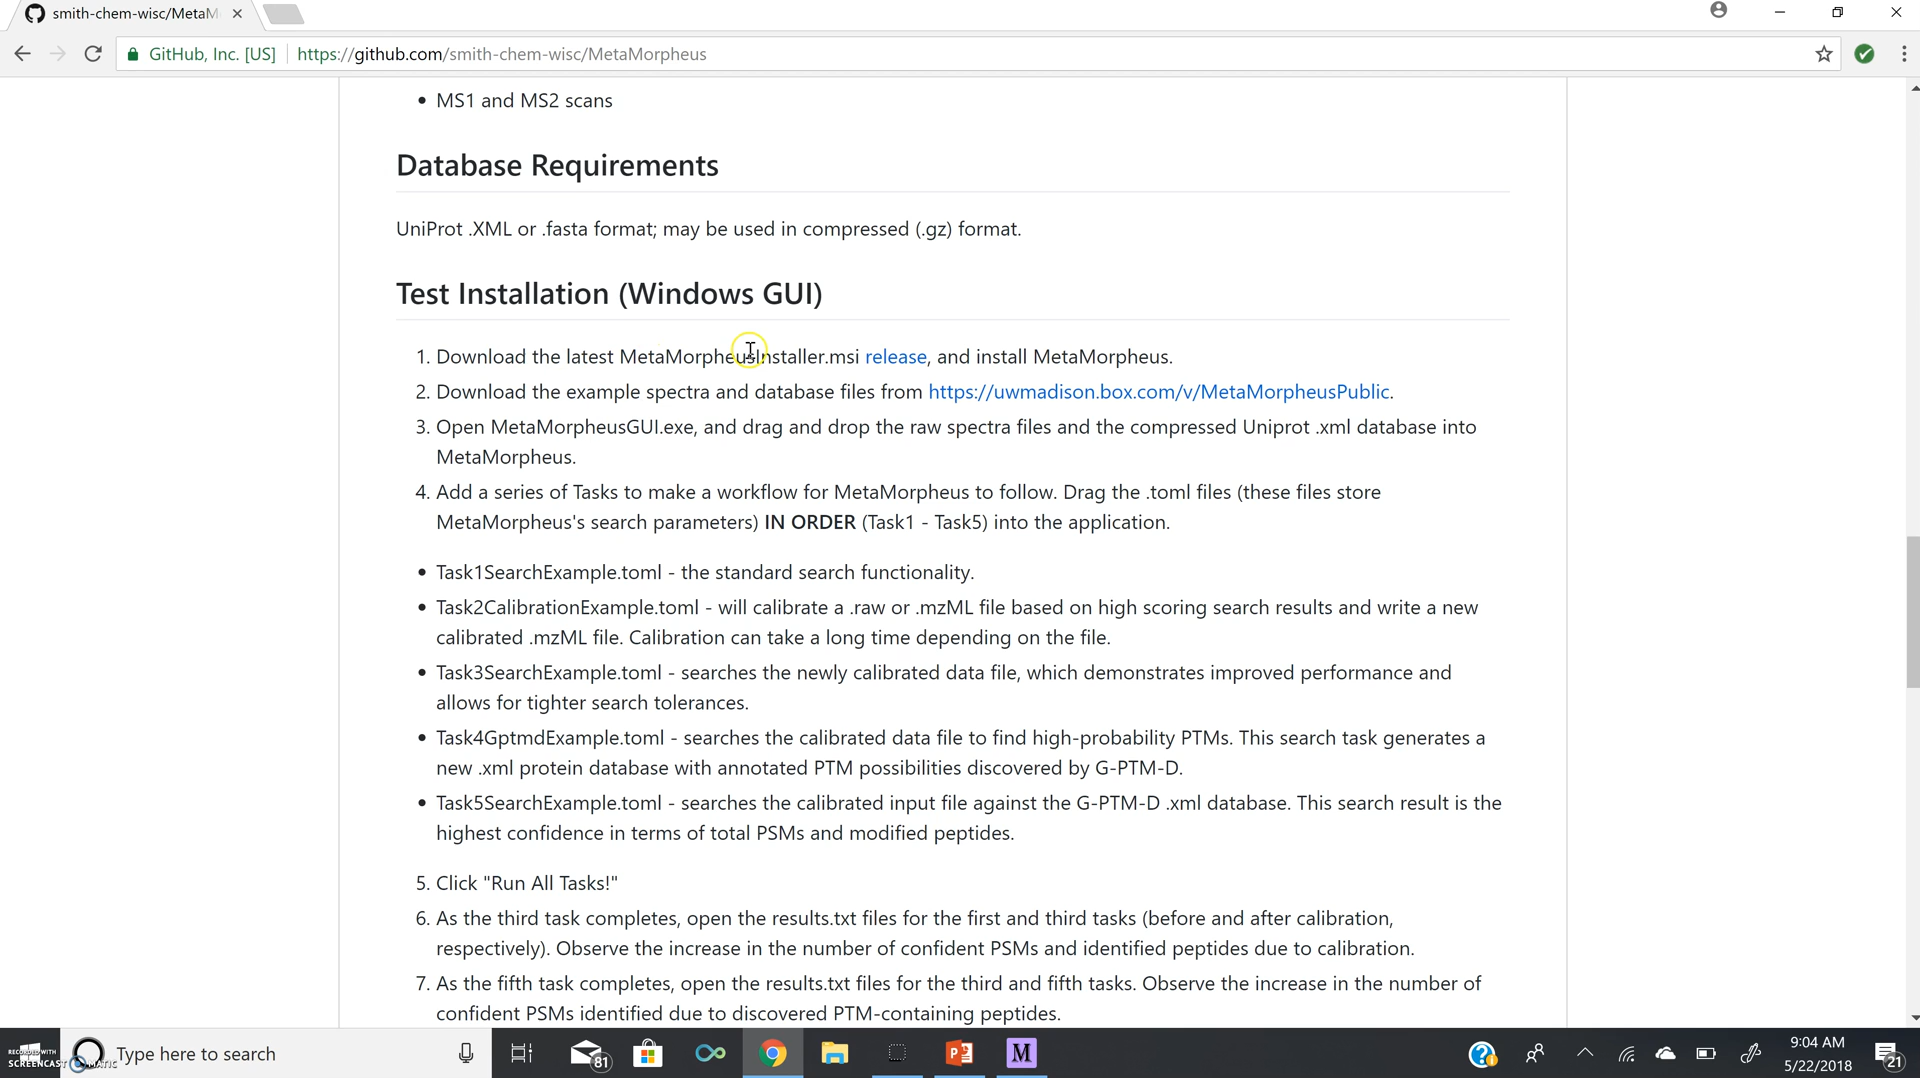 smith-chem-wisc/MetaM
GitHub, Inc. [US]
https://github.com/smith-chem-wisc/MetaMorpheus
MS1 and MS2 scans
Database Requirements
UniProt .XML or .fasta format; may be used in compressed (.gz) format.
Test Installation (Windows GUI)
1. Download the latest MetaMorpheusInstaller.msi release, and install MetaMorpheus.
2. Download the example spectra and database files from https://uwmadison.box.com/v/MetaMorpheusPublic.
3. Open MetaMorpheusGUI.exe, and drag and drop the raw spectra files and the compressed Uniprot .xml database into
MetaMorpheus.
4. Add a series of Tasks to make a workflow for MetaMorpheus to follow. Drag the .toml files (these files store
MetaMorpheus's search parameters) IN ORDER (Task1 - Task5) into the application.
Task1SearchExample.toml - the standard search functionality.
Task2CalibrationExample.toml - will calibrate a .raw or .mzML file based on high scoring search results and write a new
calibrated .mzML file. Calibration can take a long time depending on the file.
Task3SearchExample.toml - searches the newly calibrated data file, which demonstrates improved performance and
allows for tighter search tolerances.
Task4GptmdExample.toml - searches the calibrated data file to find high-probability PTMs. This search task generates a
new .xml protein database with annotated PTM possibilities discovered by G-PTM-D.
Task5SearchExample.toml - searches the calibrated input file against the G-PTM-D .xml database. This search result is the
highest confidence in terms of total PSMs and modified peptides.
5. Click "Run All Tasks!"
6. As the third task completes, open the results.txt files for the first and third tasks (before and after calibration,
respectively). Observe the increase in the number of confident PSMs and identified peptides due to calibration.
7. As the fifth task completes, open the results.txt files for the third and fifth tasks. Observe the increase in the number of
confident PSMs identified due to discovered PTM-containing peptides.
RECORDED WITH
SCREENCAST MATIC
Type here to search
81
M
9:04 AM
5/22/2018
21